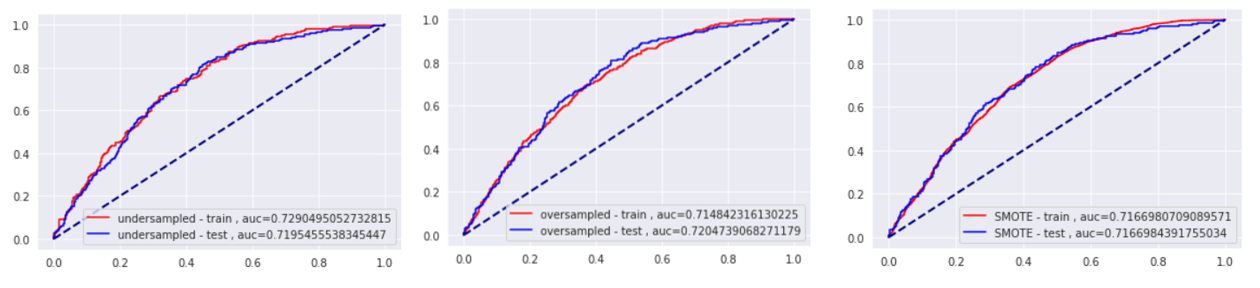 1.0
0.8
0.6
0.4
0.2
0.0
undersampled - train , auc=0.7290495052732815
undersampled - test , auc=0.7195455538345447
0.0 0.2 0.4 0.6 0.8 1.0
1.0
0.8
0.6
0.4
0.2
0.0
oversampled - train , auc=0.714842316130225
oversampled - test , auc=0.7204739068271179
0.0 0.2 0.4 0.6 0.8 1.0
1.0
0.8
0.6
0.4
0.2
0.0
SMOTE - train , auc=0.7166980709089571
SMOTE - test , auc=0.7166984391755034
0.0 0.2 0.4 0.6 0.8 1.0